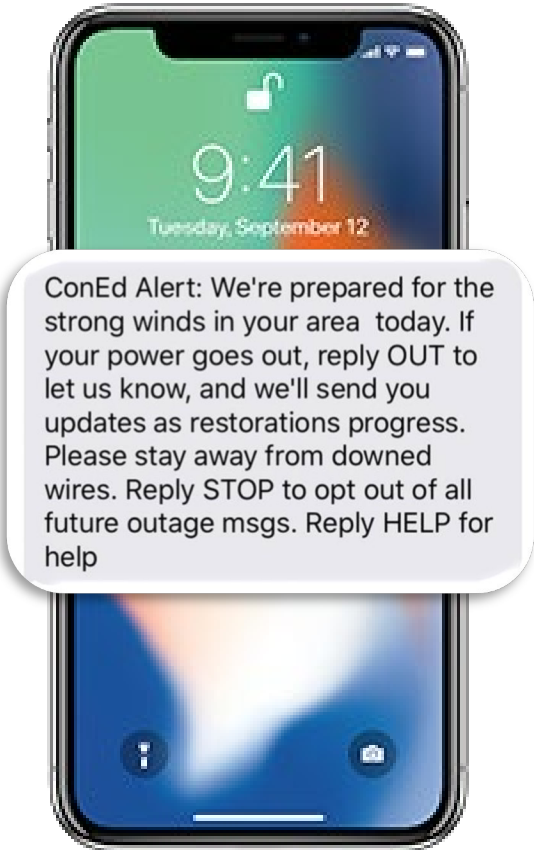 9:41
Tuesday, September 12
ConEd Alert: We're prepared for the
strong winds in your area  today. If
your power goes out, reply OUT to
let us know, and we'll send you
updates as restorations progress.
Please stay away from downed
wires. Reply STOP to opt out of all
future outage msgs. Reply HELP for
help